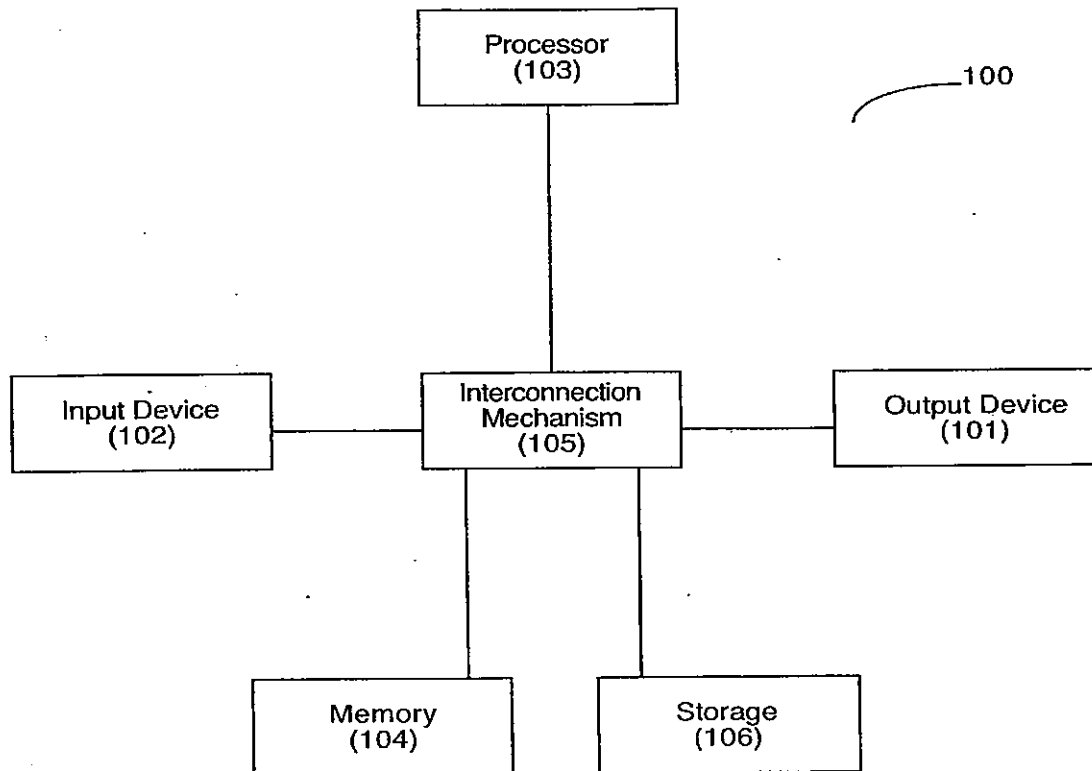 Processor
(103)
100
Input Device
(102)
Interconnection
Mechanism
(105)
Output Device
(101)
Memory
(104)
Storage
(106)